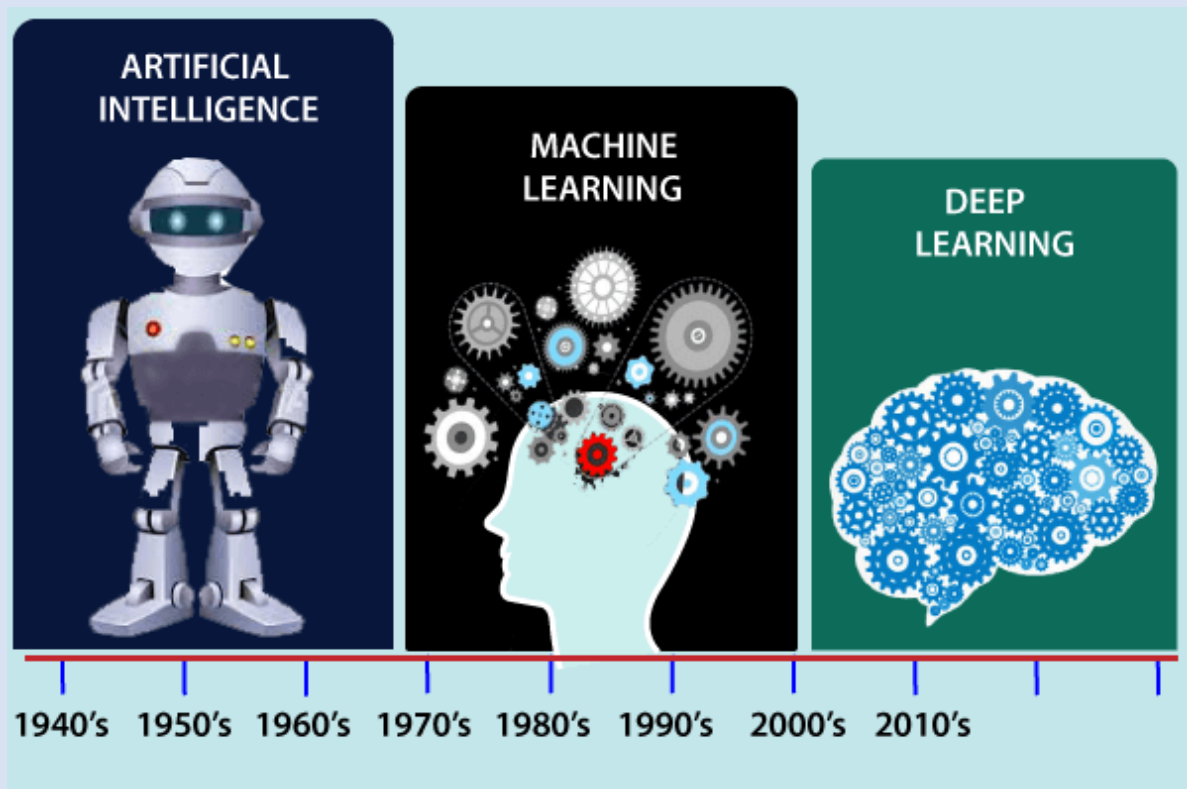 ARTIFICIAL
INTELLIGENCE
MACHINE
LEARNING
DEEP
LEARNING
1940's 1950's 1960's 1970's 1980's 1990's 2000's 2010's